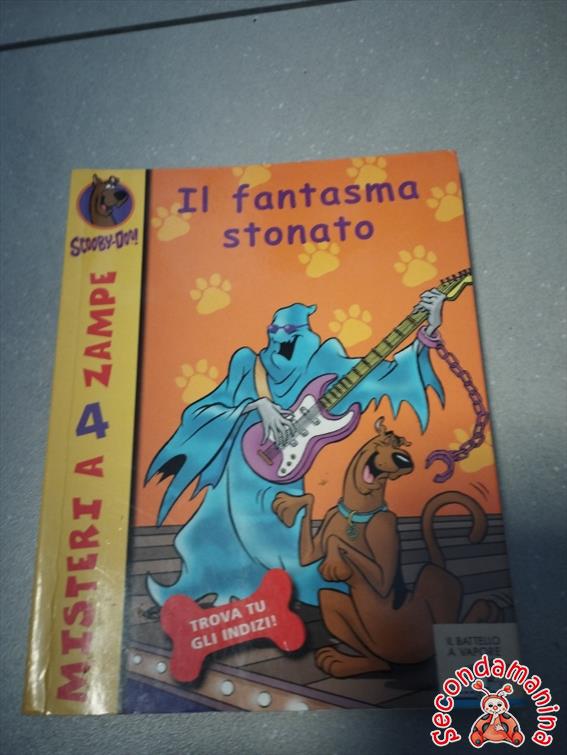 Il fantasma
stonato
SCOOBY-DOO!
MISTERI A 4 ZAMPE
TROVA TU
GLI INDIZI!
IL BATTELLO
A VAPORE
Secondamanina